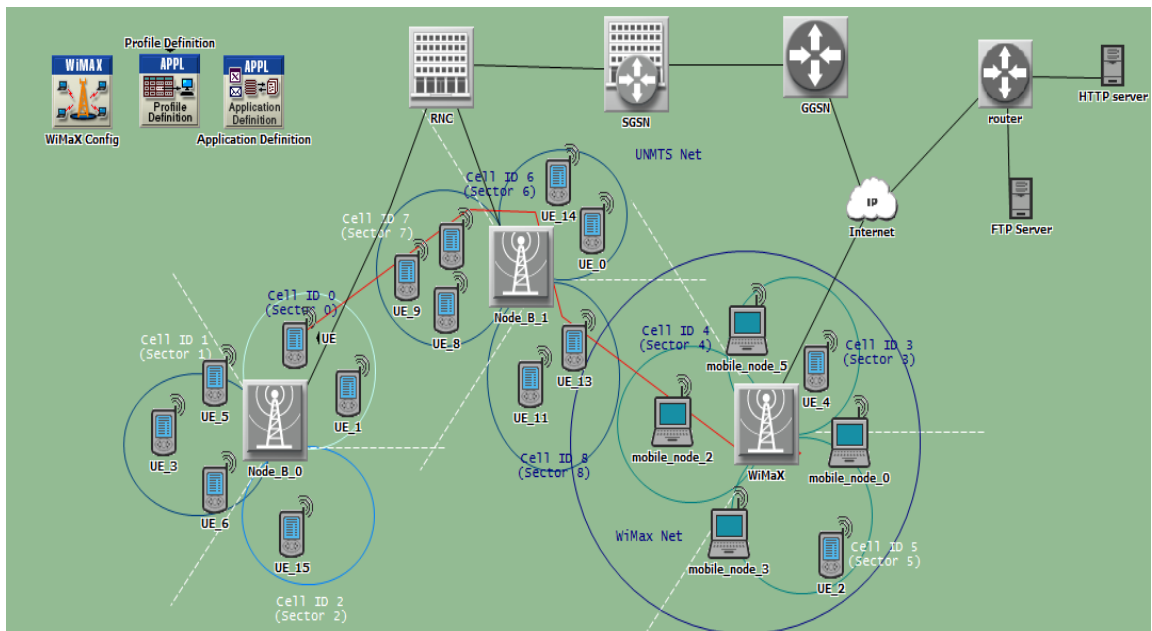 Profile Definition
WiMAX
APPL
APPL
Profile
Definition
Application
Definition
WiMaX Config
Application Definition
RNC
SGSN
GGSN
router
HTTP server
UNMTS Net
IP
Internet
FTP Server
Cell ID 6
(Sector 6)
UE_14
UE_0
Cell ID 7
(Sector 7)
UE_9
UE_8
Node_B_1
Cell ID 0
(Sector 0)
UE
Cell ID 1
(Sector 1)
UE_5
UE_1
UE_3
UE_6
Node_B_0
UE_15
Cell ID 2
(Sector 2)
UE_13
UE_11
Cell ID 8
(Sector 8)
Cell ID 4
(Sector 4)
mobile_node_5
Cell ID 3
(Sector 3)
UE_4
mobile_node_2
WiMaX
mobile_node_0
WiMax Net
mobile_node_3
UE_2
Cell ID 5
(Sector 5)